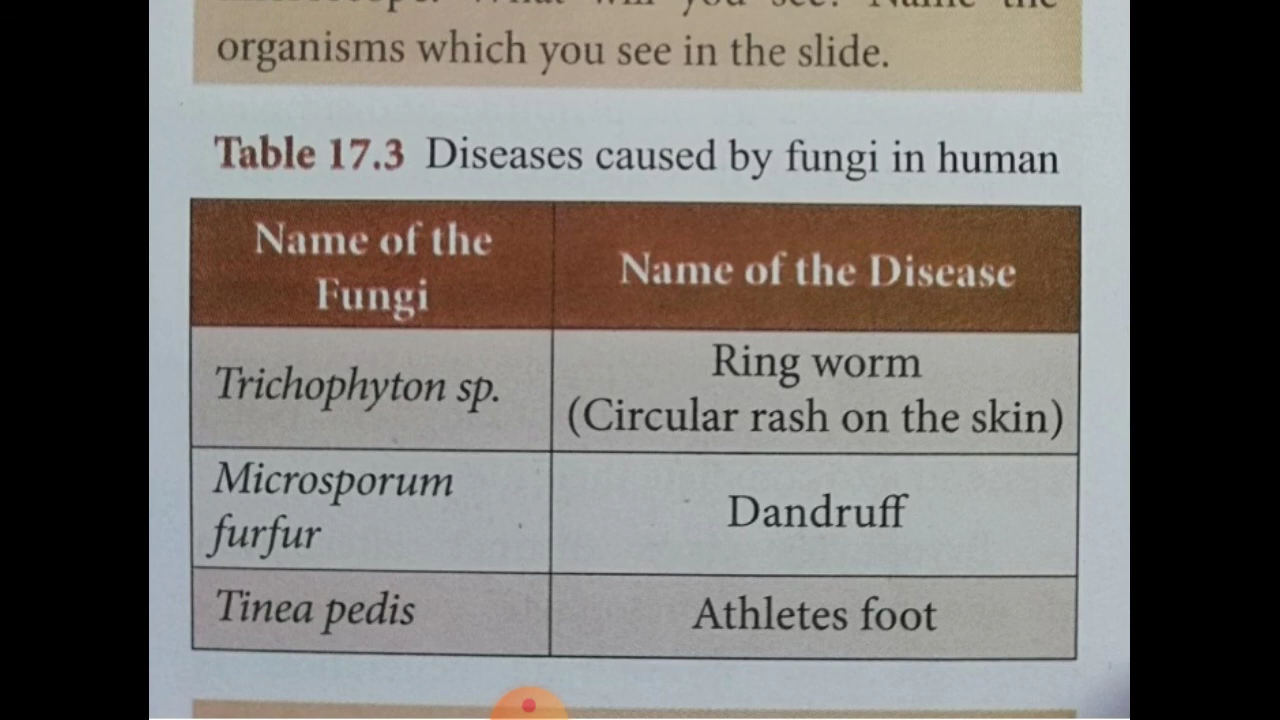 organisms which you see in the slide.
Table 17.3 Diseases caused by fungi in human
Name of the
Fungi
Name of the Disease
Trichophyton sp.
Ring worm
(Circular rash on the skin)
Microsporum
furfur
Dandruff
Tinea pedis
Athletes foot